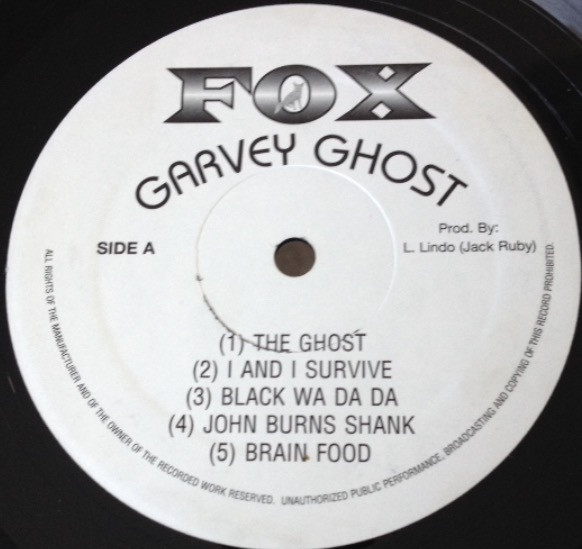 FOX
GARVEY GHOST
SIDE A
Prod. By:
L. Lindo (Jack Ruby)
(1) THE GHOST
(2) I AND I SURVIVE
(3) BLACK WA DA DA
(4) JOHN BURNS SHANK
(5) BRAIN FOOD
ALL RIGHTS OF THE MANUFACTURER AND OF THE OWNER OF THE RECORDED WORK RESERVED. UNAUTHORIZED PUBLIC PERFORMANCE, BROADCASTING AND COPYING OF THIS RECORD PROHIBITED.